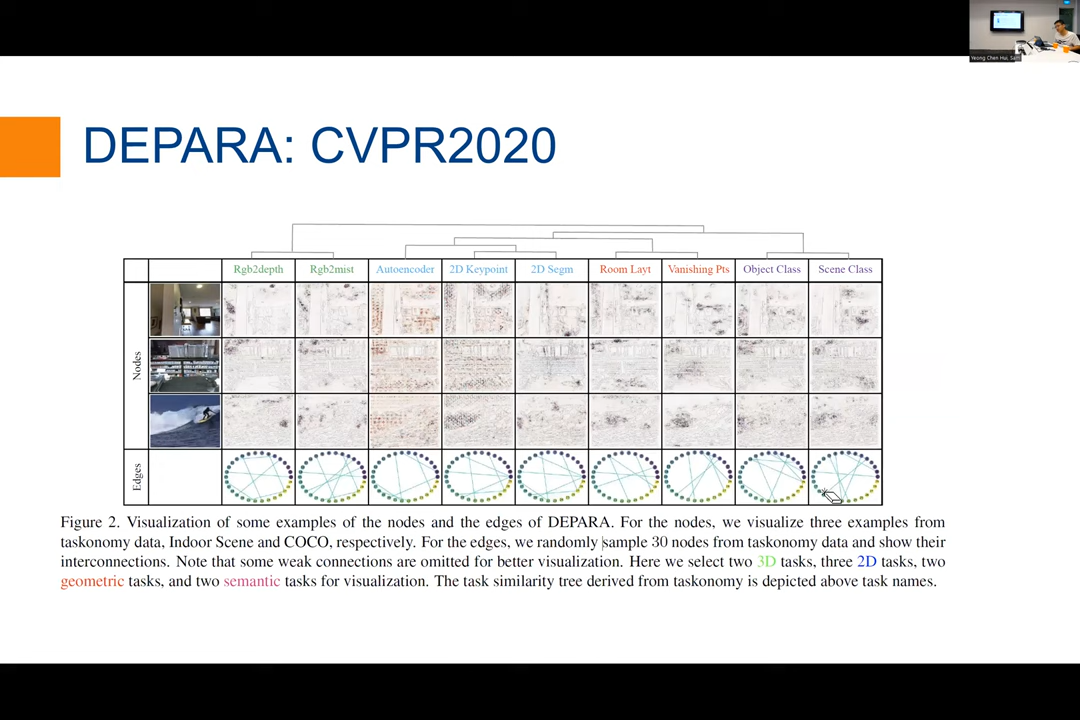 Yeong Chen Hui, Sam
DEPARA: CVPR2020
Rgb2depth Rgb2mist Autoencoder 2D Keypoint 2D Segm Room Layt Vanishing Pts Object Class Scene Class
Nodes
Edges
Figure 2. Visualization of some examples of the nodes and the edges of DEPARA. For the nodes, we visualize three examples from
taskonomy data, Indoor Scene and COCO, respectively. For the edges, we randomly sample 30 nodes from taskonomy data and show their
interconnections. Note that some weak connections are omitted for better visualization. Here we select two 3D tasks, three 2D tasks, two
geometric tasks, and two semantic tasks for visualization. The task similarity tree derived from taskonomy is depicted above task names.